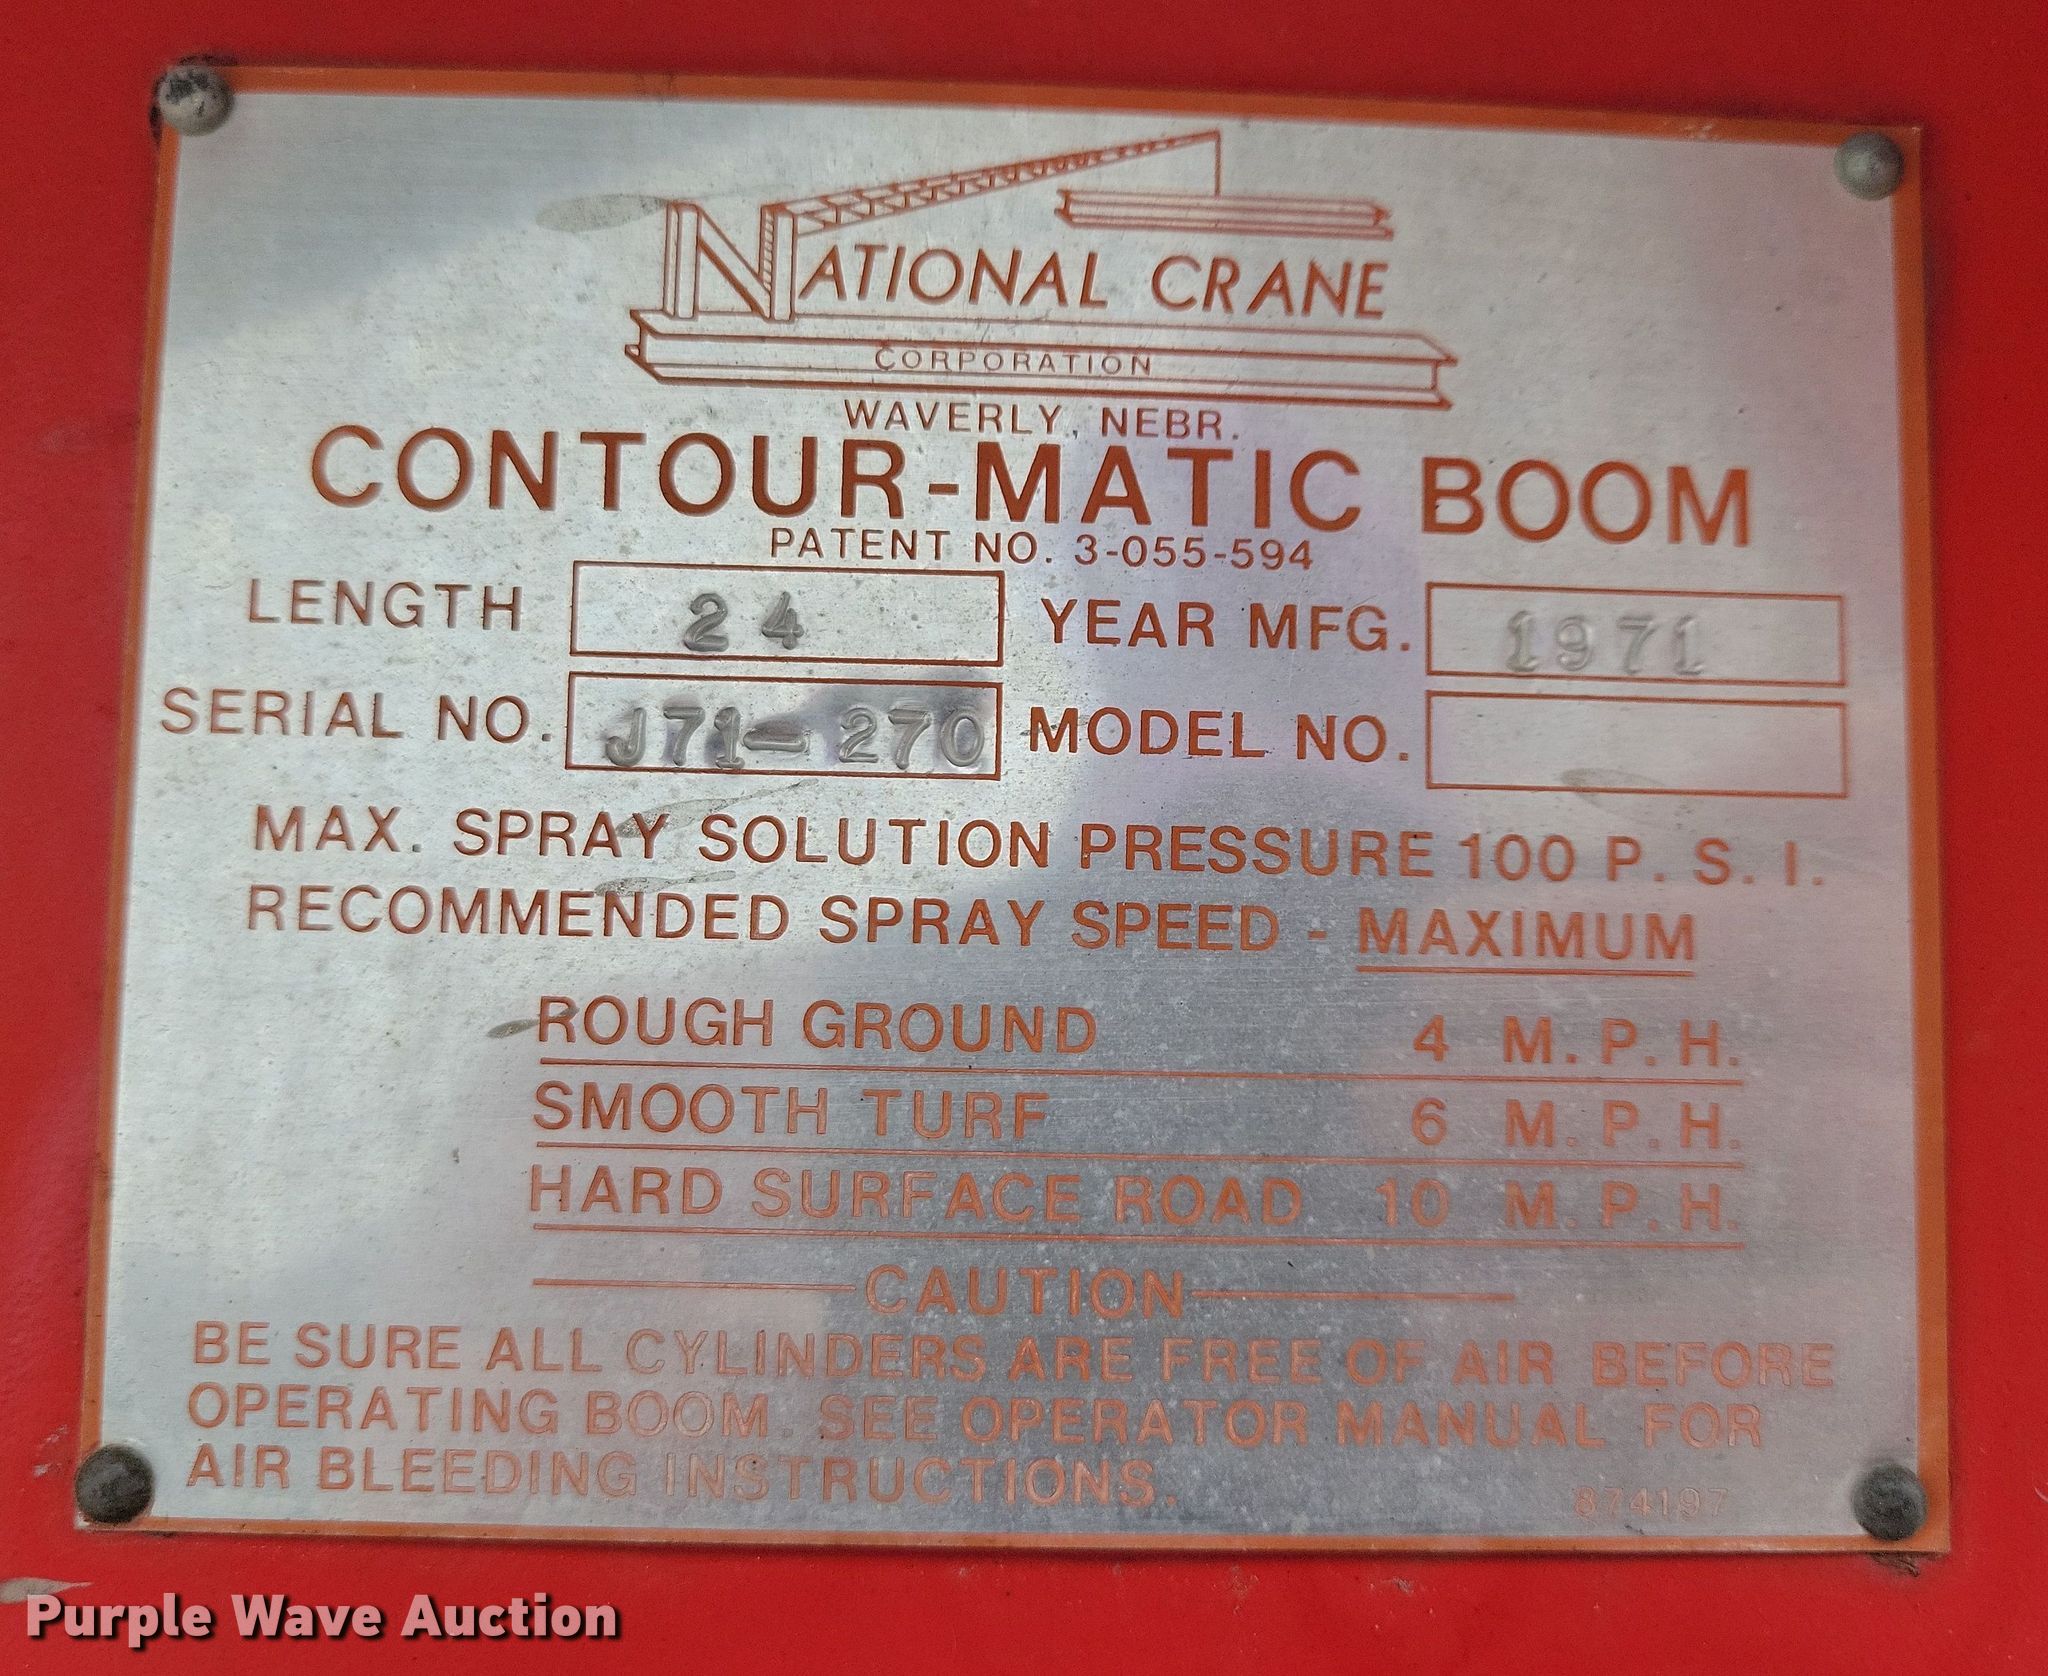 NATIONAL CRANE
CORPORATION
WAVERLY, NEBR.
CONTOUR-MATIC BOOM
PATENT NO. 3-055-594
LENGTH 24 YEAR MFG. 1971
SERIAL NO. J71-270 MODEL NO.
MAX. SPRAY SOLUTION PRESSURE 100 P. S. I.
RECOMMENDED SPRAY SPEED - MAXIMUM
ROUGH GROUND 4 M. P. H.
SMOOTH TURF 6 M. P. H.
HARD SURFACE ROAD 10 M. P. H.
CAUTION
BE SURE ALL CYLINDERS ARE FREE OF AIR BEFORE
OPERATING BOOM. SEE OPERATOR MANUAL FOR
AIR BLEEDING INSTRUCTIONS.
874197
Purple Wave Auction